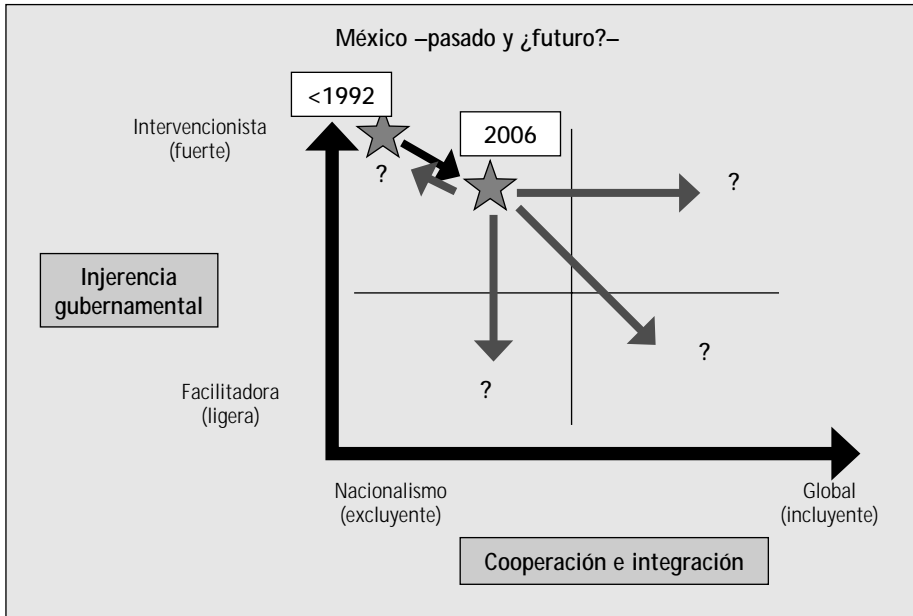 México –pasado y ¿futuro?–
<1992
Intervencionista
(fuerte)
2006
?
?
Injerencia
gubernamental
?
Facilitadora
(ligera)
?
Nacionalismo
(excluyente)
Global
(incluyente)
Cooperación e integración